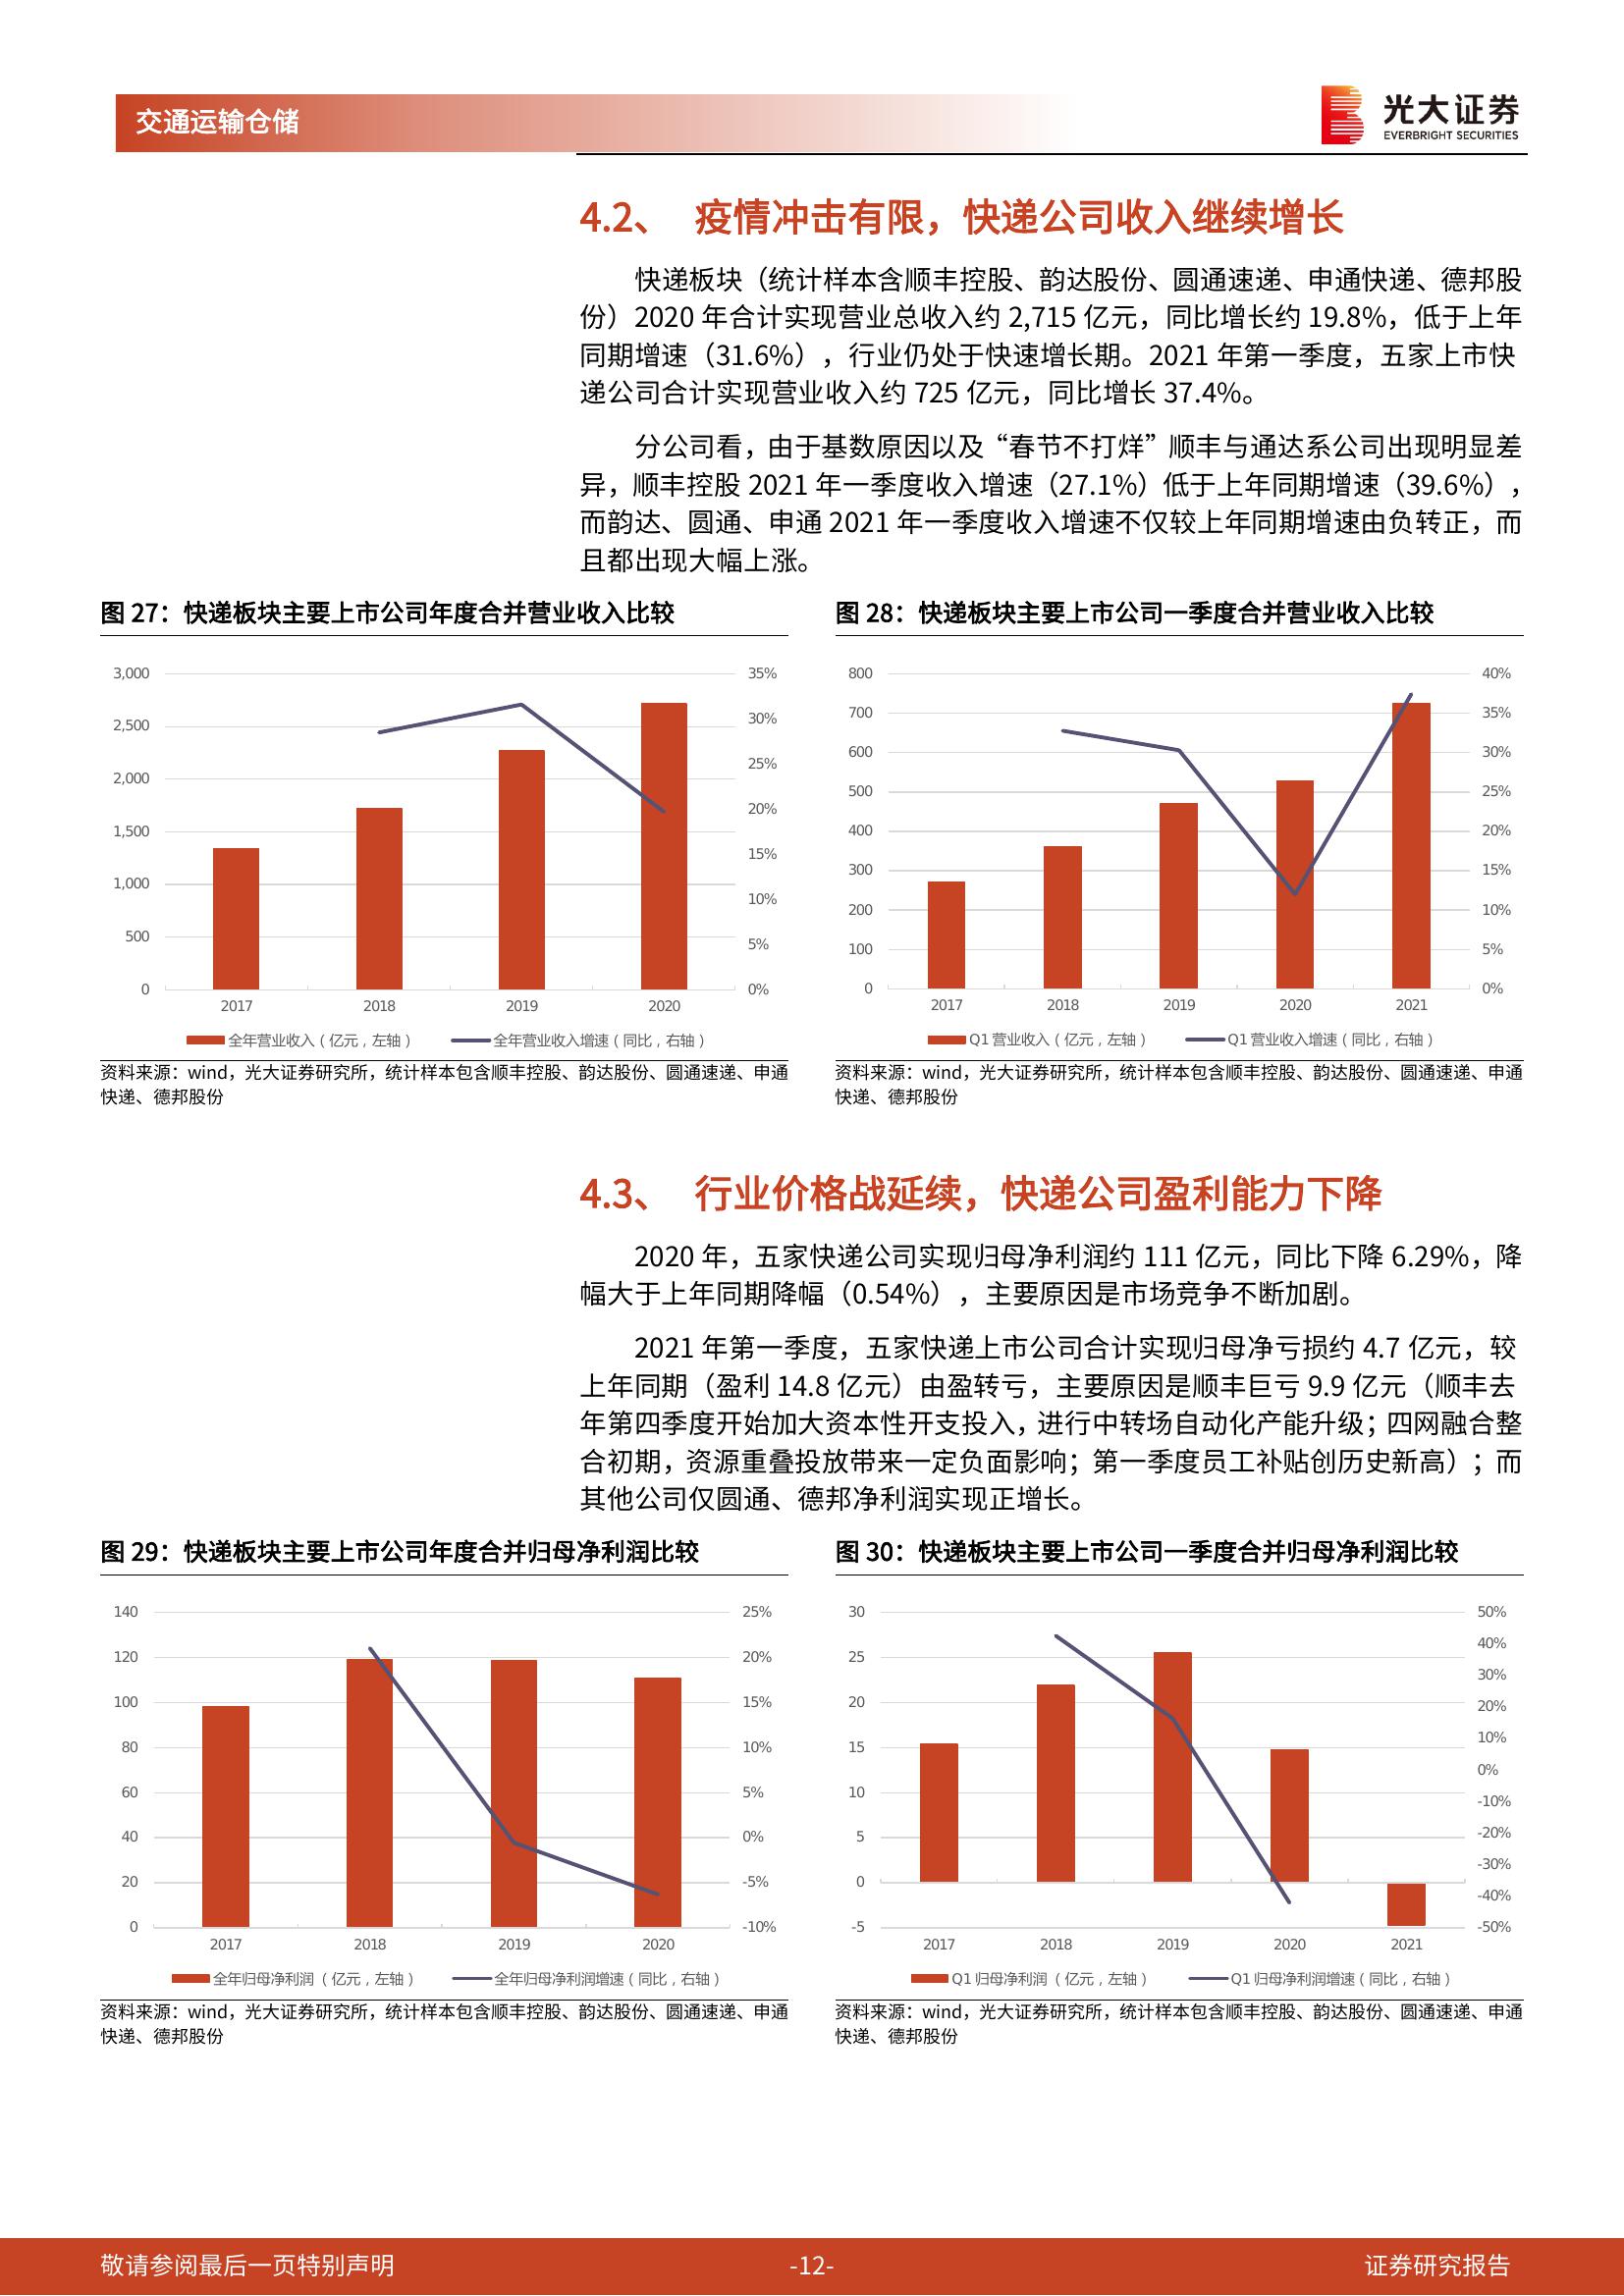 交通运输仓储
光大证券
EVERBRIGHT SECURITIES
4.2、 疫情冲击有限，快递公司收入继续增长
快递板块（统计样本含顺丰控股、韵达股份、圆通速递、申通快递、德邦股
份）2020 年合计实现营业总收入约 2,715 亿元，同比增长约 19.8%，低于上年
同期增速（31.6%），行业仍处于快速增长期。2021 年第一季度，五家上市快
递公司合计实现营业收入约 725 亿元，同比增长 37.4%。
分公司看，由于基数原因以及“春节不打烊”顺丰与通达系公司出现明显差
异，顺丰控股 2021 年一季度收入增速（27.1%）低于上年同期增速（39.6%），
而韵达、圆通、申通 2021 年一季度收入增速不仅较上年同期增速由负转正，而
且都出现大幅上涨。
图 27：快递板块主要上市公司年度合并营业收入比较
3,000
2,500
2,000
1,500
1,000
500
0
35%
30%
25%
20%
15%
10%
5%
0%
2017 2018 2019 2020
全年营业收入（亿元，左轴） 全年营业收入增速（同比，右轴）
资料来源：wind，光大证券研究所，统计样本包含顺丰控股、韵达股份、圆通速递、申通
快递、德邦股份
图 28：快递板块主要上市公司一季度合并营业收入比较
800
700
600
500
400
300
200
100
0
40%
35%
30%
25%
20%
15%
10%
5%
0%
2017 2018 2019 2020 2021
Q1 营业收入（亿元，左轴） Q1 营业收入增速（同比，右轴）
资料来源：wind，光大证券研究所，统计样本包含顺丰控股、韵达股份、圆通速递、申通
快递、德邦股份
4.3、 行业价格战延续，快递公司盈利能力下降
2020 年，五家快递公司实现归母净利润约 111 亿元，同比下降 6.29%，降
幅大于上年同期降幅（0.54%），主要原因是市场竞争不断加剧。
2021 年第一季度，五家快递上市公司合计实现归母净亏损约 4.7 亿元，较
上年同期（盈利 14.8 亿元）由盈转亏，主要原因是顺丰巨亏 9.9 亿元（顺丰去
年第四季度开始加大资本性开支投入，进行中转场自动化产能升级；四网融合整
合初期，资源重叠投放带来一定负面影响；第一季度员工补贴创历史新高）；而
其他公司仅圆通、德邦净利润实现正增长。
图 29：快递板块主要上市公司年度合并归母净利润比较
140
120
100
80
60
40
20
0
25%
20%
15%
10%
5%
0%
-5%
-10%
2017 2018 2019 2020
全年归母净利润（亿元，左轴） 全年归母净利润增速（同比，右轴）
资料来源：wind，光大证券研究所，统计样本包含顺丰控股、韵达股份、圆通速递、申通
快递、德邦股份
图 30：快递板块主要上市公司一季度合并归母净利润比较
30
25
20
15
10
5
0
-5
50%
40%
30%
20%
10%
0%
-10%
-20%
-30%
-40%
-50%
2017 2018 2019 2020 2021
Q1 归母净利润（亿元，左轴） Q1 归母净利润增速（同比，右轴）
资料来源：wind，光大证券研究所，统计样本包含顺丰控股、韵达股份、圆通速递、申通
快递、德邦股份
敬请参阅最后一页特别声明 -12- 证券研究报告